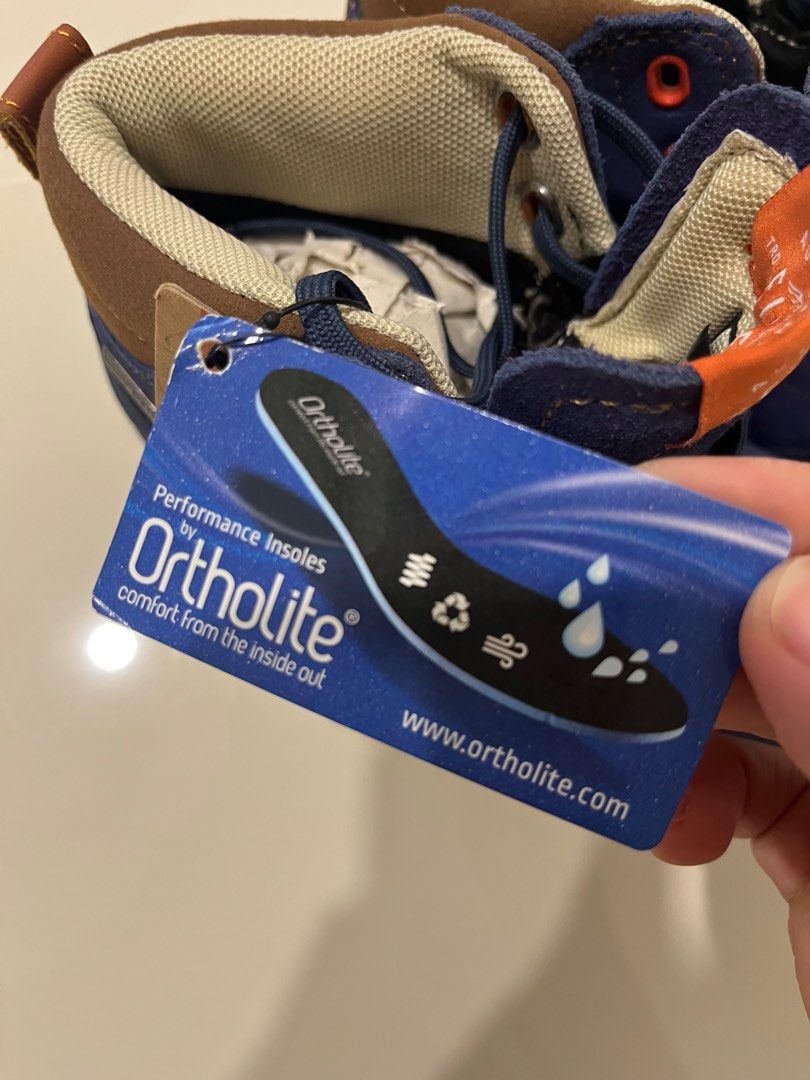 OrthoLite®
Performance Insoles
by
OrthoLite®
comfort from the inside out
www.ortholite.com